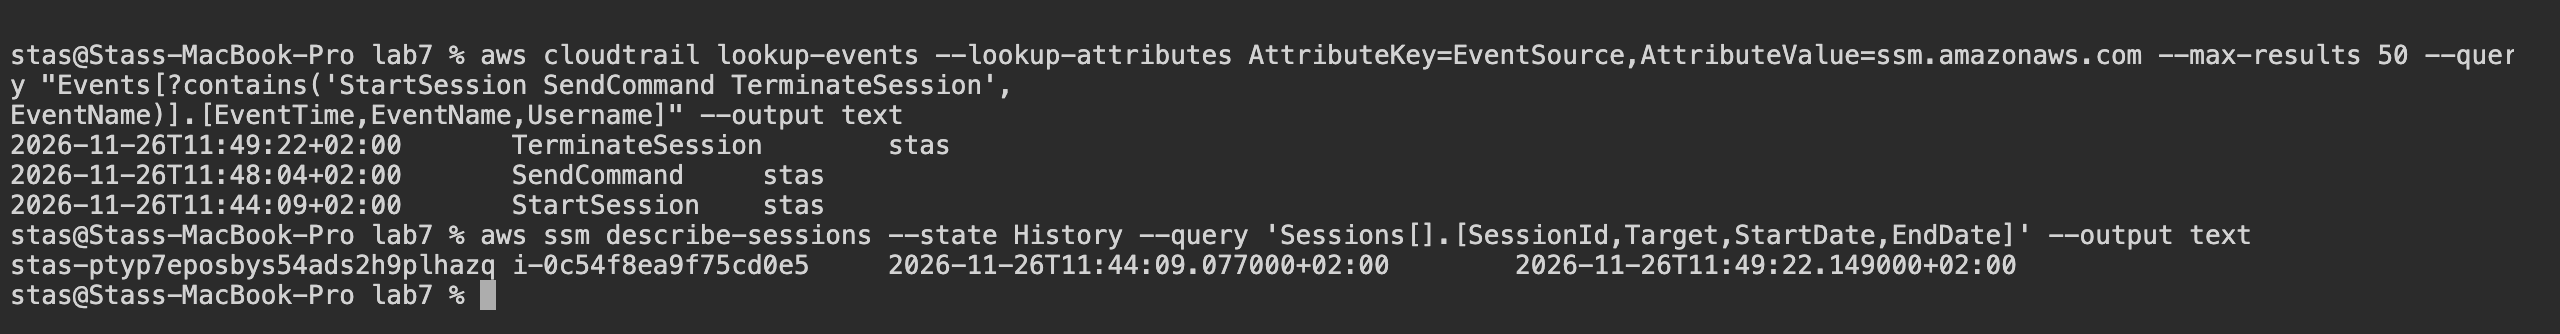 stas@Stass-MacBook-Pro lab7 % aws cloudtrail lookup-events --lookup-attributes AttributeKey=EventSource,AttributeValue=ssm.amazonaws.com --max-results 50 --quer
y "Events[?contains('StartSession SendCommand TerminateSession',
EventName)].[EventTime,EventName,Username]" --output text
2026-11-26T11:49:22+02:00	TerminateSession	stas
2026-11-26T11:48:04+02:00	SendCommand	stas
2026-11-26T11:44:09+02:00	StartSession	stas
stas@Stass-MacBook-Pro lab7 % aws ssm describe-sessions --state History --query 'Sessions[].[SessionId,Target,StartDate,EndDate]' --output text
stas-ptyp7eposbys54ads2h9plhazq	i-0c54f8ea9f75cd0e5	2026-11-26T11:44:09.077000+02:00	2026-11-26T11:49:22.149000+02:00
stas@Stass-MacBook-Pro lab7 %